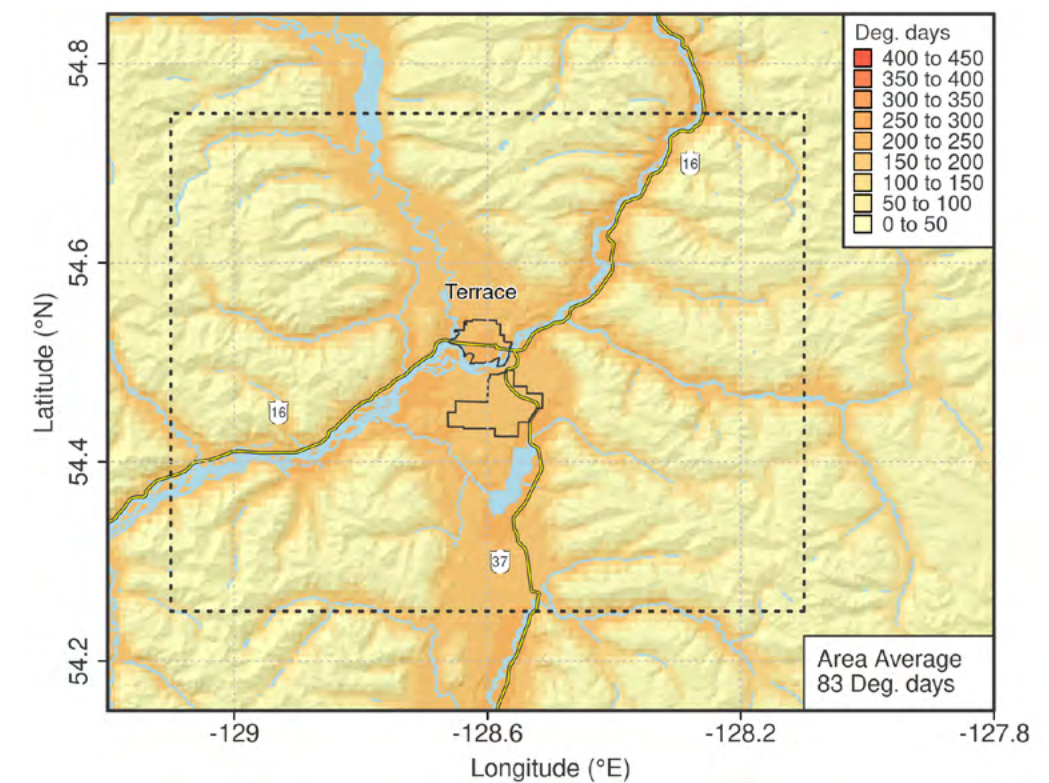 Deg. days
400 to 450
350 to 400
300 to 350
250 to 300
200 to 250
150 to 200
100 to 150
50 to 100
0 to 50
54.8
16
54.6
Terrace
Latitude (°N)
16
54.4
37
54.2
Area Average
83 Deg. days
-129
-128.6
-128.2
-127.8
Longitude (°E)